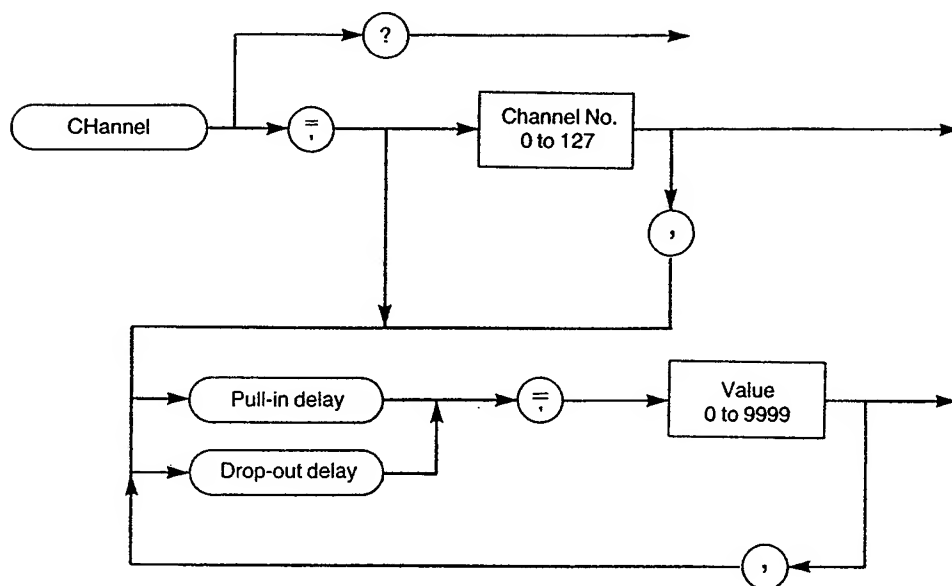 ?
CHannel
=,
Channel No.
0 to 127
,
Pull-in delay
=,
Value
0 to 9999
Drop-out delay
,